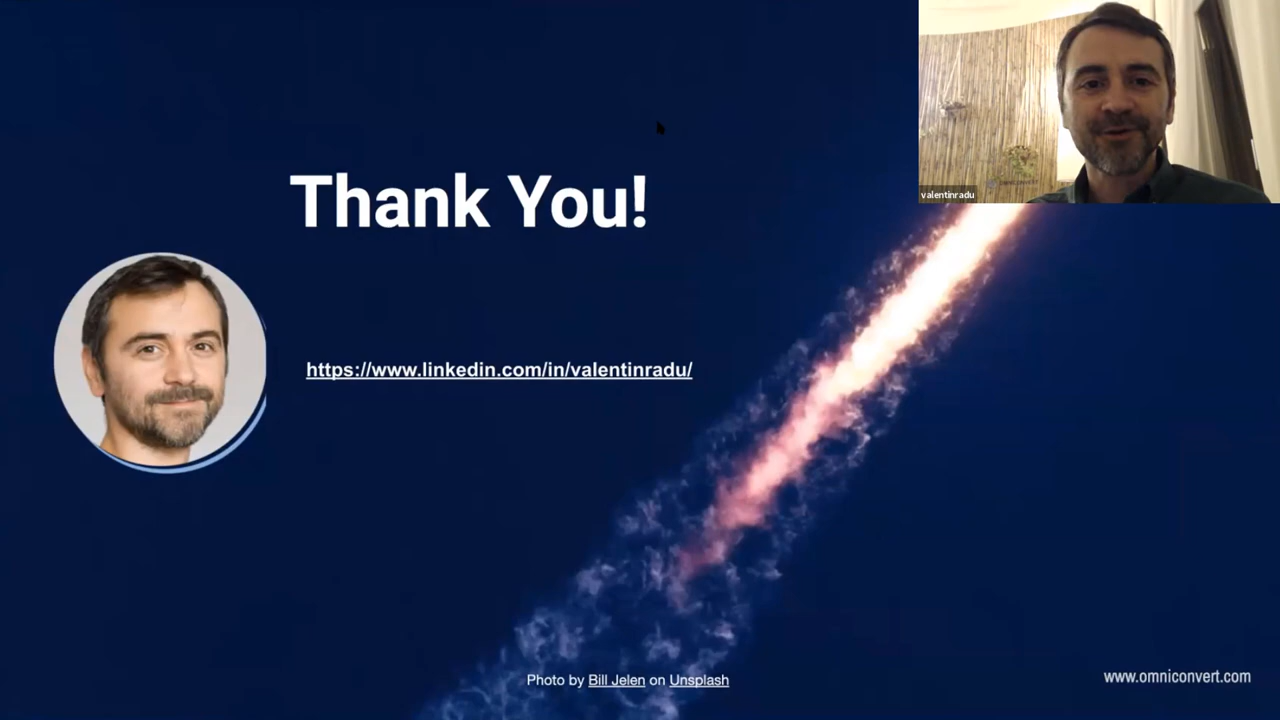 valentinradu
Thank You!
https://www.linkedin.com/in/valentinradu/
Photo by Bill Jelen on Unsplash
www.omniconvert.com